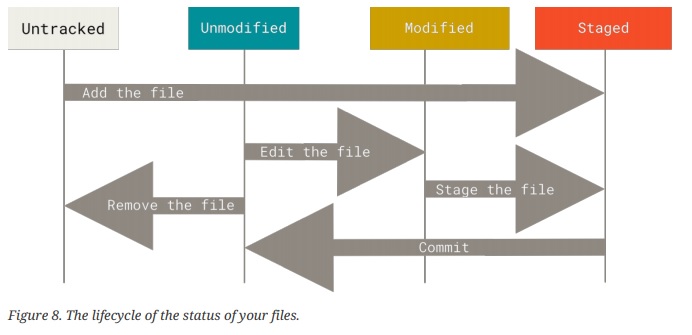 Untracked
Unmodified
Modified
Staged
Add the file
Edit the file
Stage the file
Remove the file
Commit
Figure 8. The lifecycle of the status of your files.